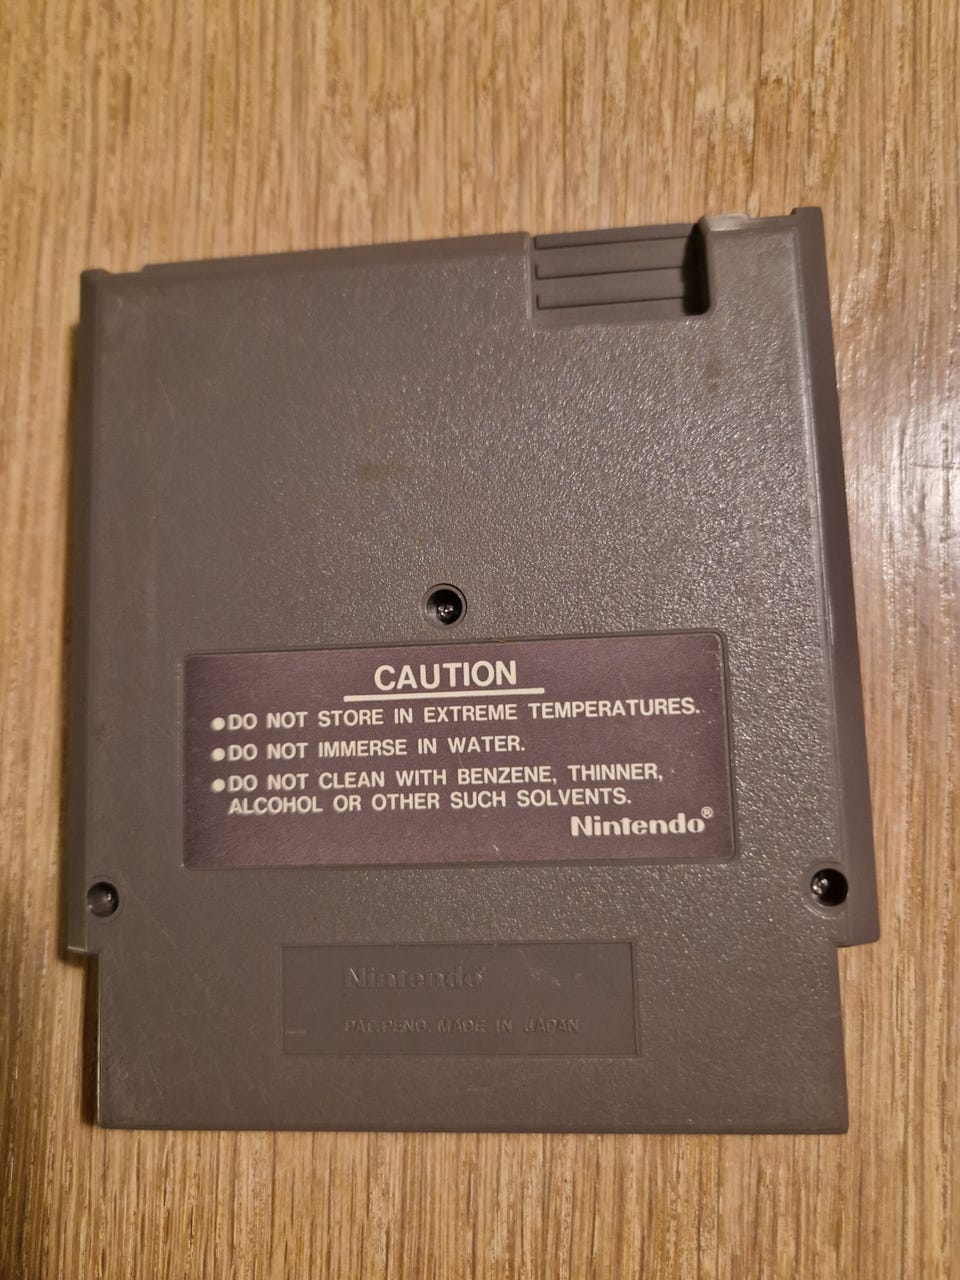 CAUTION
●DO NOT STORE IN EXTREME TEMPERATURES.
●DO NOT IMMERSE IN WATER.
●DO NOT CLEAN WITH BENZENE, THINNER,
ALCOHOL OR OTHER SUCH SOLVENTS.
Nintendo®
Nintendo®
PAT. PEND. MADE IN JAPAN